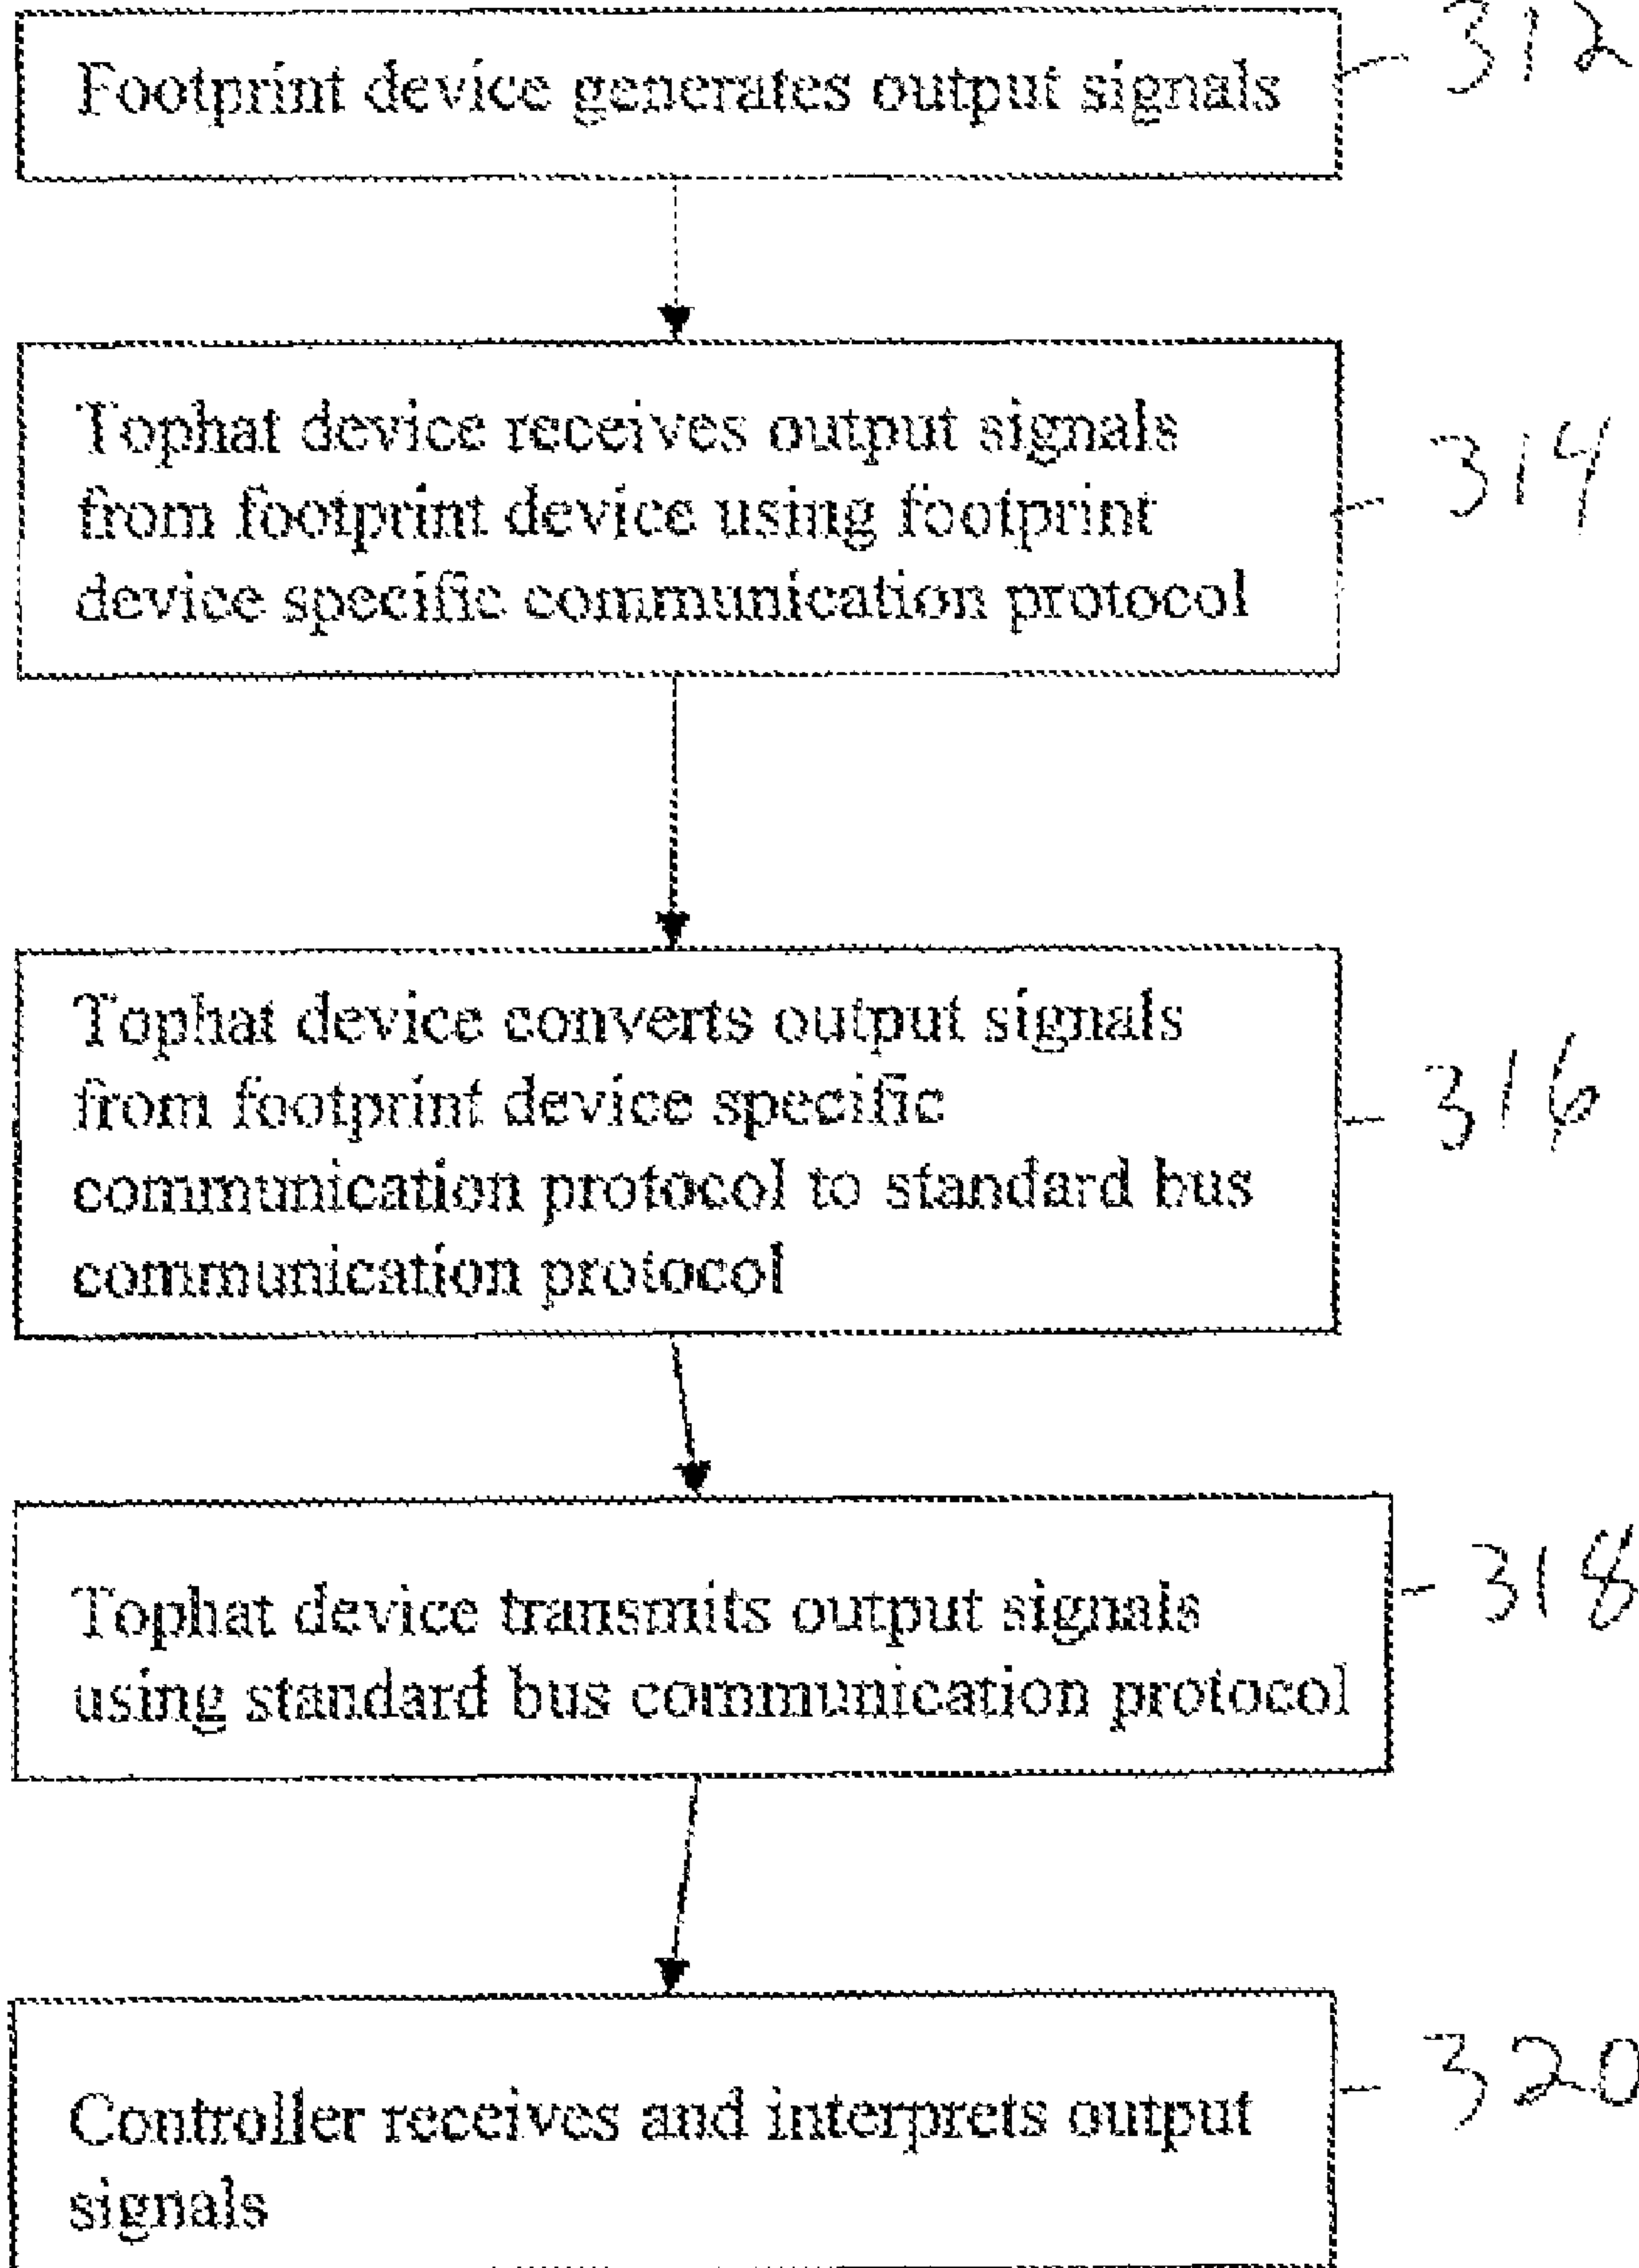 Footprint device generates output signals
312
Tophat device receives output signals
from footprint device using footprint
device specific communication protocol
314
Tophat device converts output signals
from footprint device specific
communication protocol to standard bus
communication protocol
316
Tophat device transmits output signals
using standard bus communication protocol
318
Controller receives and interprets output
signals
320